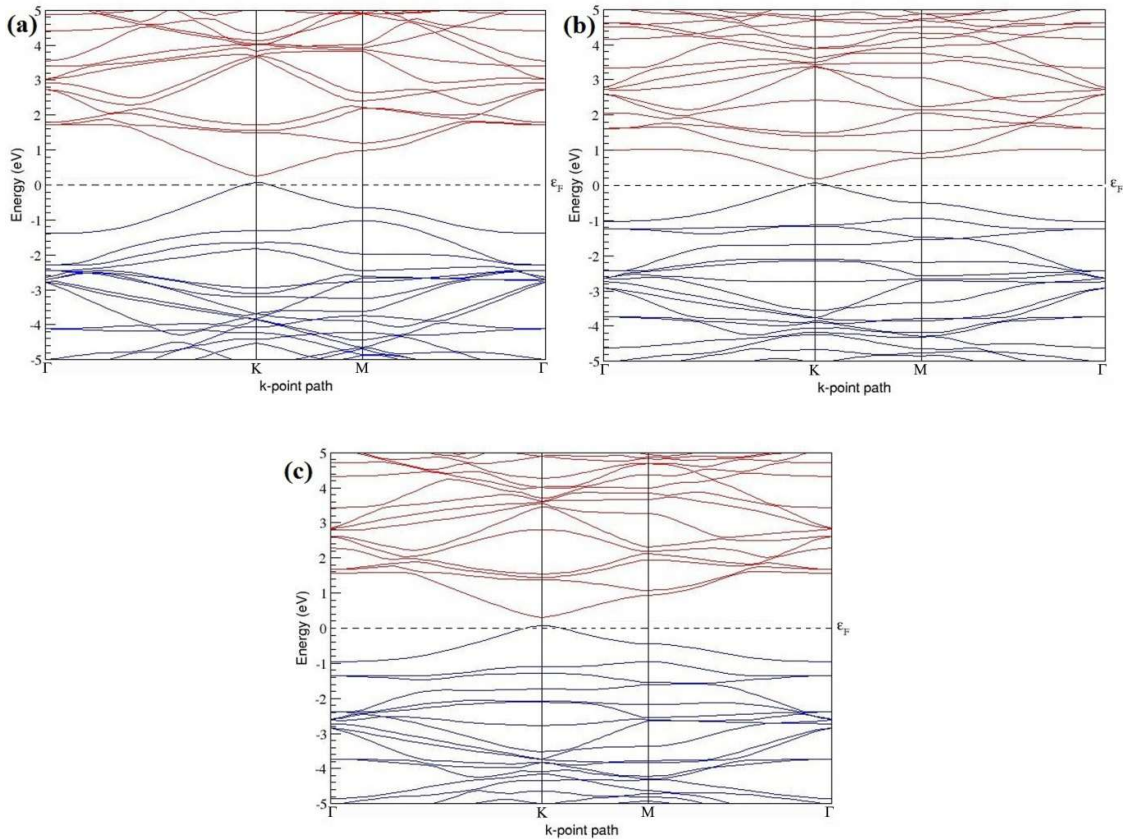 (a)
Energy (eV)
5
4
3
2
1
0
-1
-2
-3
-4
-5
ε_F
Γ K M Γ
k-point path
(b)
Energy (eV)
5
4
3
2
1
0
-1
-2
-3
-4
-5
ε_F
Γ K M Γ
k-point path
(c)
Energy (eV)
5
4
3
2
1
0
-1
-2
-3
-4
-5
ε_F
Γ K M Γ
k-point path